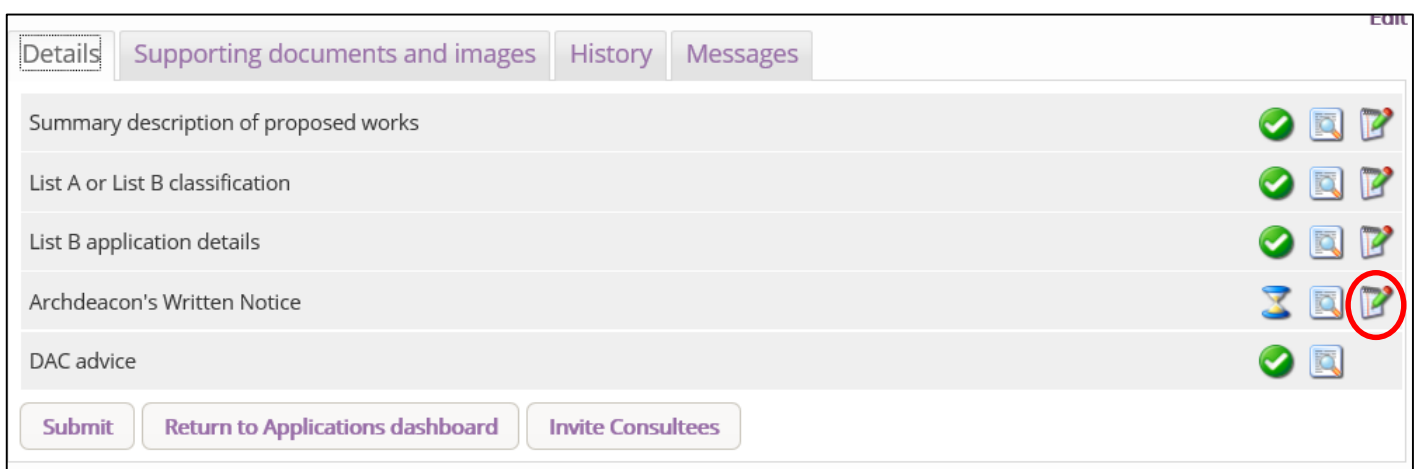 Edit
Details Supporting documents and images History Messages
Summary description of proposed works
List A or List B classification
List B application details
Archdeacon's Written Notice
DAC advice
Submit Return to Applications dashboard Invite Consultees